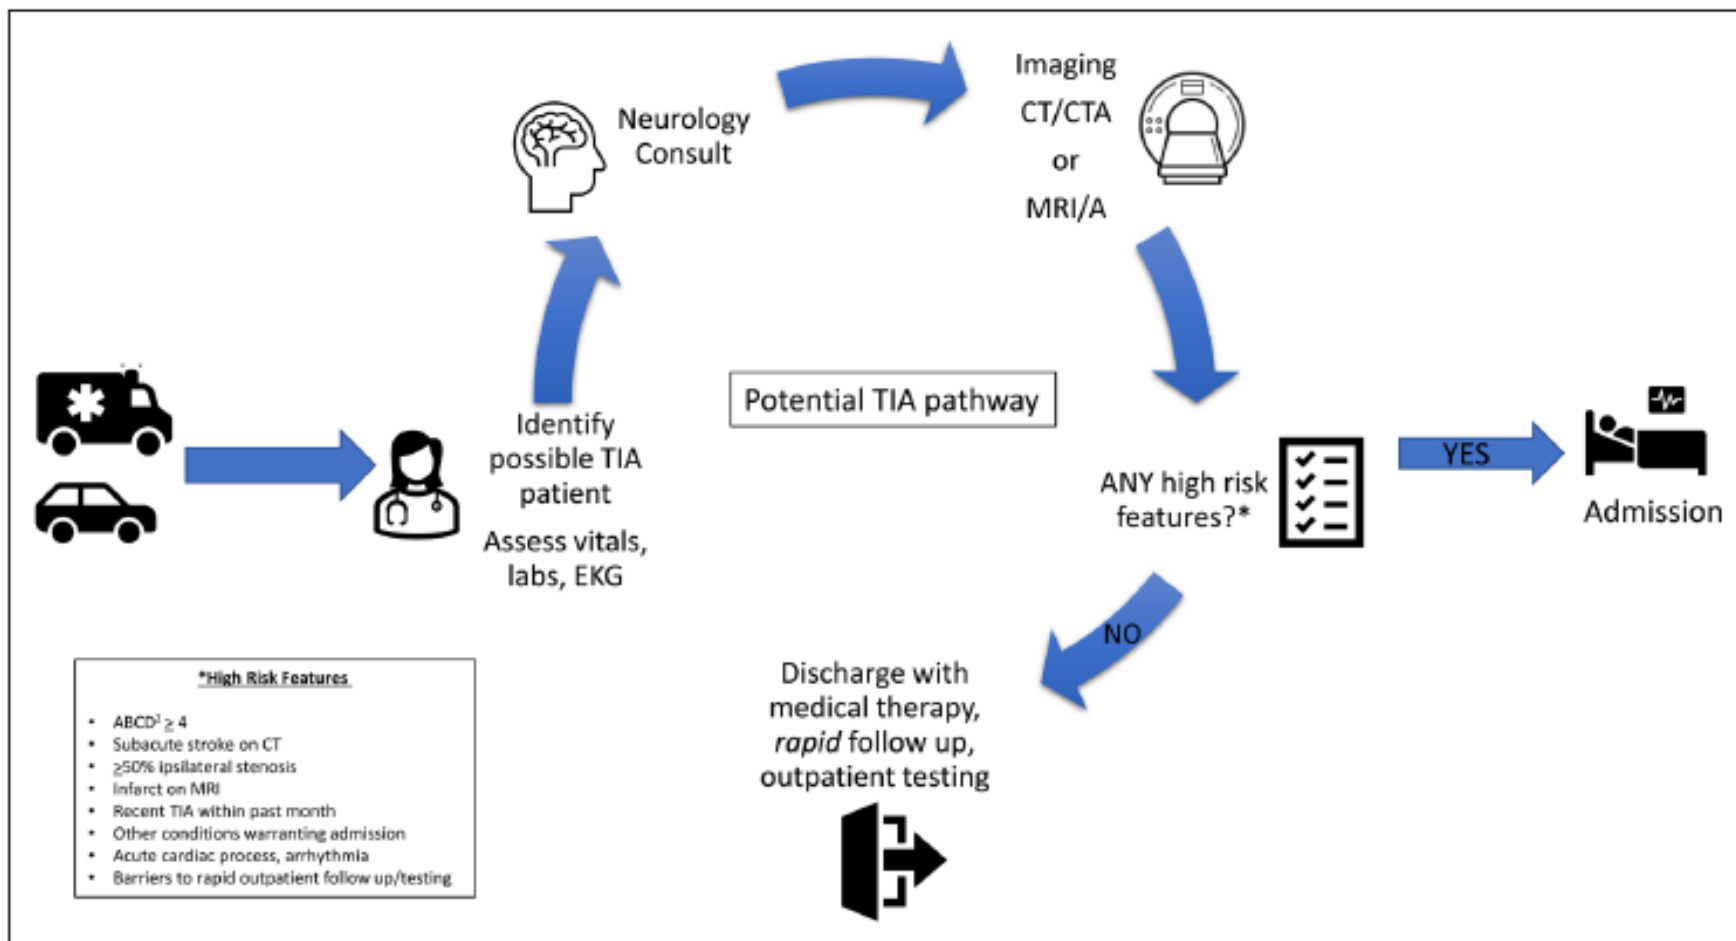 Neurology
Consult
Imaging
CT/CTA
or
MRI/A
Potential TIA pathway
Identify
possible TIA
patient
Assess vitals,
labs, EKG
ANY high risk
features?*
YES
Admission
NO
Discharge with
medical therapy,
rapid follow up,
outpatient testing
*High Risk Features
• ABCD² ≥ 4
• Subacute stroke on CT
• ≥50% ipsilateral stenosis
• Infarct on MRI
• Recent TIA within past month
• Other conditions warranting admission
• Acute cardiac process, arrhythmia
• Barriers to rapid outpatient follow up/testing